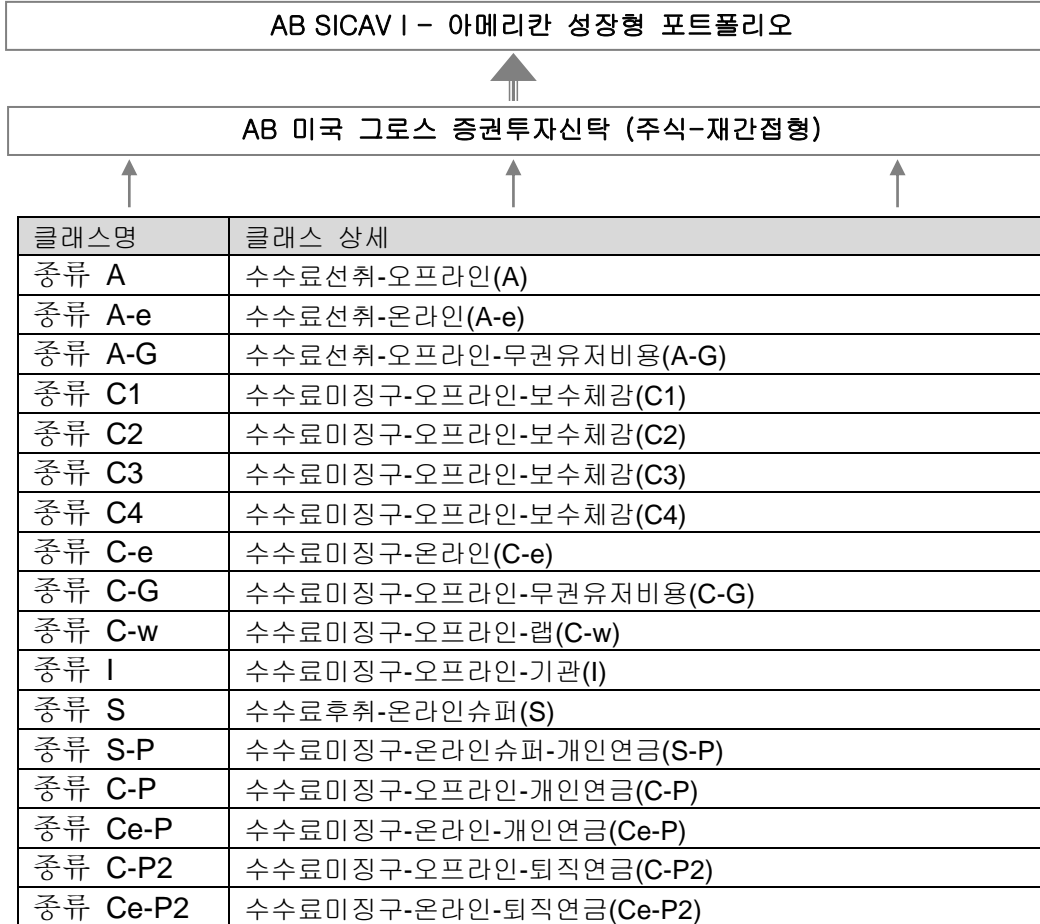 AB SICAV I - 아메리칸 성장형 포트폴리오
AB 미국 그로스 증권투자신탁 (주식-재간접형)
클래스명 클래스 상세
종류 A 수수료선취-오프라인(A)
종류 A-e 수수료선취-온라인(A-e)
종류 A-G 수수료선취-오프라인-무권유저비용(A-G)
종류 C1 수수료미징구-오프라인-보수체감(C1)
종류 C2 수수료미징구-오프라인-보수체감(C2)
종류 C3 수수료미징구-오프라인-보수체감(C3)
종류 C4 수수료미징구-오프라인-보수체감(C4)
종류 C-e 수수료미징구-온라인(C-e)
종류 C-G 수수료미징구-오프라인-무권유저비용(C-G)
종류 C-w 수수료미징구-오프라인-랩(C-w)
종류 I 수수료미징구-오프라인-기관(I)
종류 S 수수료후취-온라인슈퍼(S)
종류 S-P 수수료미징구-온라인슈퍼-개인연금(S-P)
종류 C-P 수수료미징구-오프라인-개인연금(C-P)
종류 Ce-P 수수료미징구-온라인-개인연금(Ce-P)
종류 C-P2 수수료미징구-오프라인-퇴직연금(C-P2)
종류 Ce-P2 수수료미징구-온라인-퇴직연금(Ce-P2)